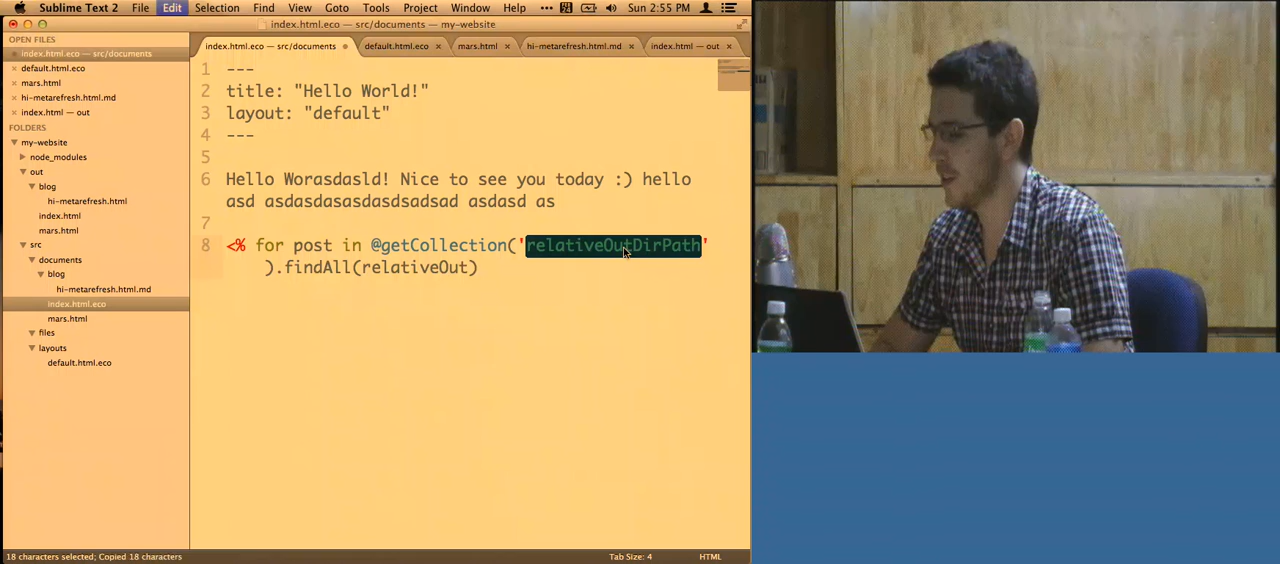 Sublime Text 2 File Edit Selection Find View Goto Tools Project Window Help ••• Sun 2:55 PM
index.html.eco — src/documents — my-website
OPEN FILES
index.html.eco — src/documents
default.html.eco
mars.html
hi-metarefresh.html.md
index.html — out
FOLDERS
my-website
node_modules
out
blog
hi-metarefresh.html
index.html
mars.html
src
documents
blog
hi-metarefresh.html.md
index.html.eco
mars.html
files
layouts
default.html.eco
index.html.eco — src/documents default.html.eco mars.html hi-metarefresh.html.md index.html — out
1 ---
2 title: "Hello World!"
3 layout: "default"
4 ---
5
6 Hello Worasdasld! Nice to see you today :) hello
asd asdasdasasdasdsadsad asdasd as
7
8 <% for post in @getCollection('relativeOutDirPath'
).findAll(relativeOut)
18 characters selected; Copied 18 characters Tab Size: 4 HTML